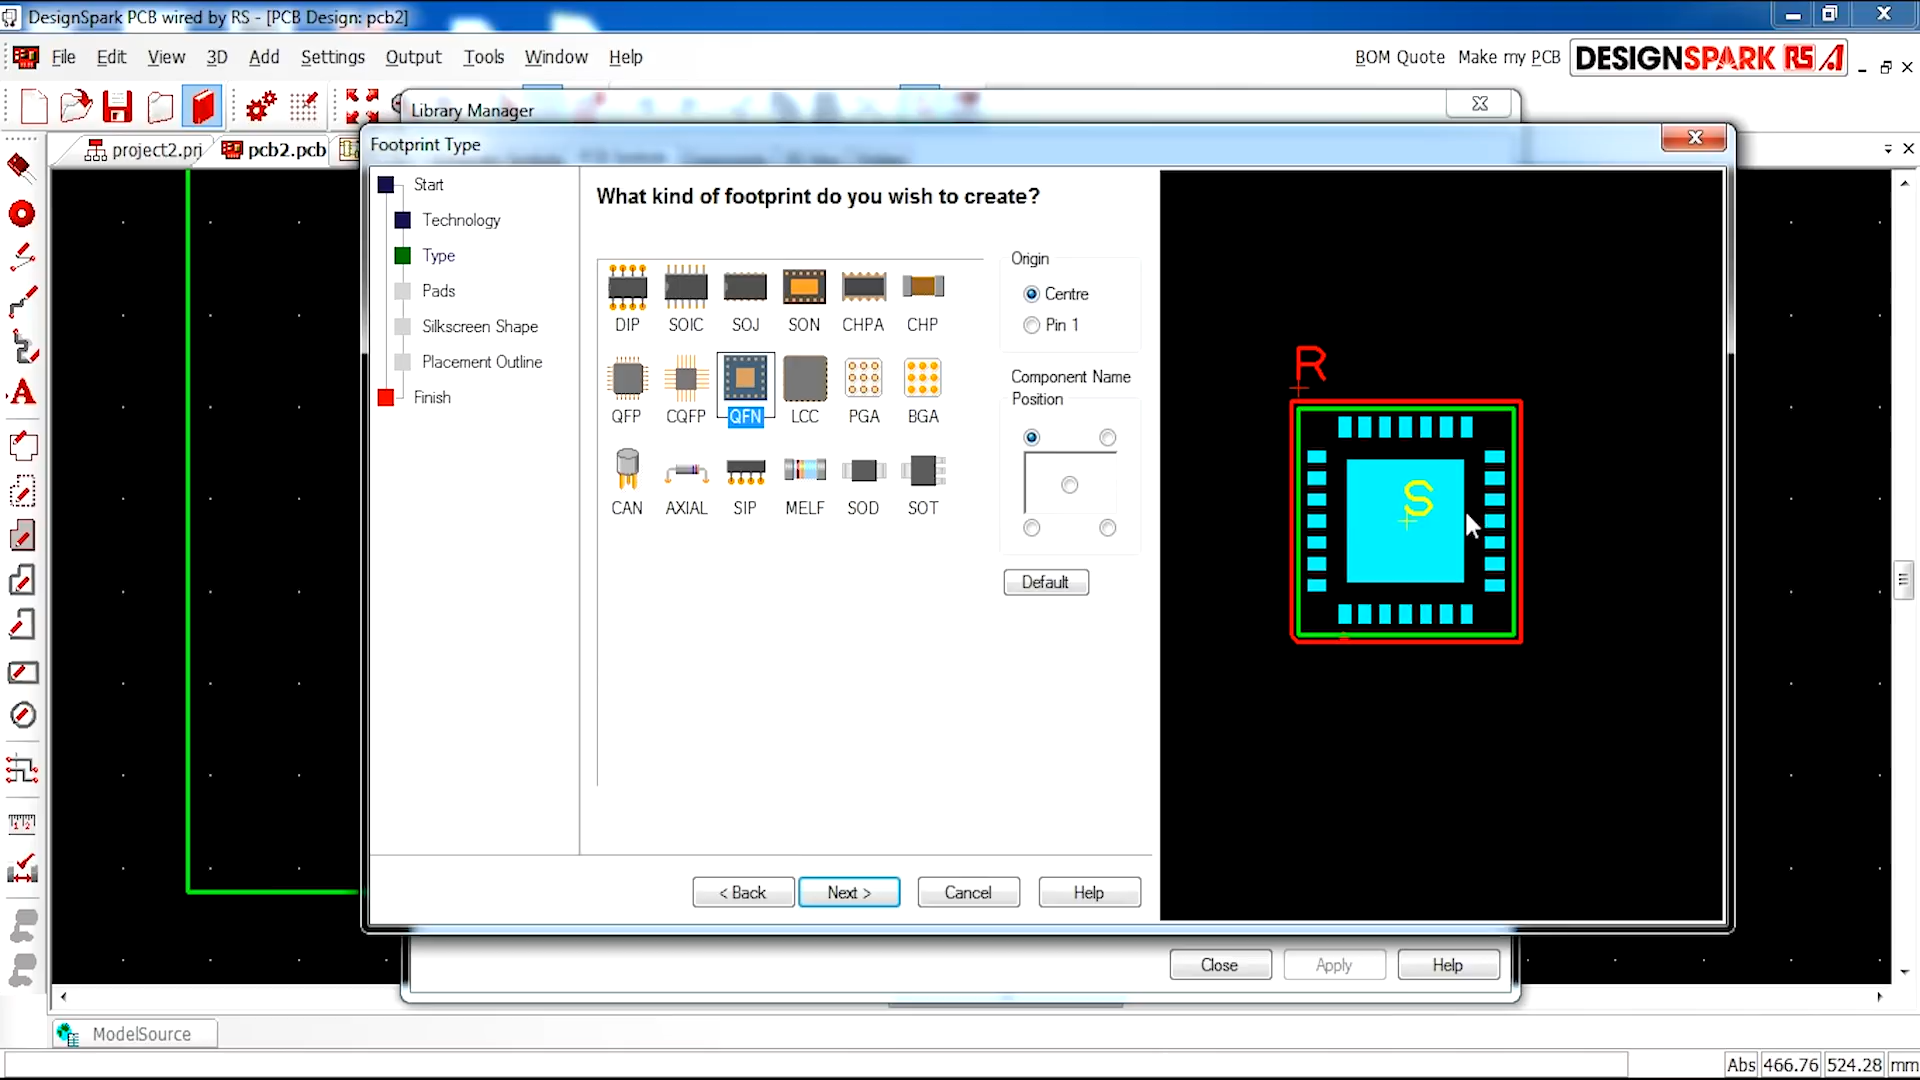 DesignSpark PCB wired by RS - [PCB Design: pcb2]
File Edit View 3D Add Settings Output Tools Window Help
BOM Quote Make my PCB DESIGNSPARK RS
Library Manager
project2.prj pcb2.pcb
Footprint Type
Start
Technology
Type
Pads
Silkscreen Shape
Placement Outline
Finish
What kind of footprint do you wish to create?
DIP SOIC SOJ SON CHPA CHP
QFP CQFP QFN LCC PGA BGA
CAN AXIAL SIP MELF SOD SOT
Origin
Centre
Pin 1
Component Name
Position
Default
R
S
< Back Next > Cancel Help
Close Apply Help
ModelSource
Abs 466.76 524.28 mm